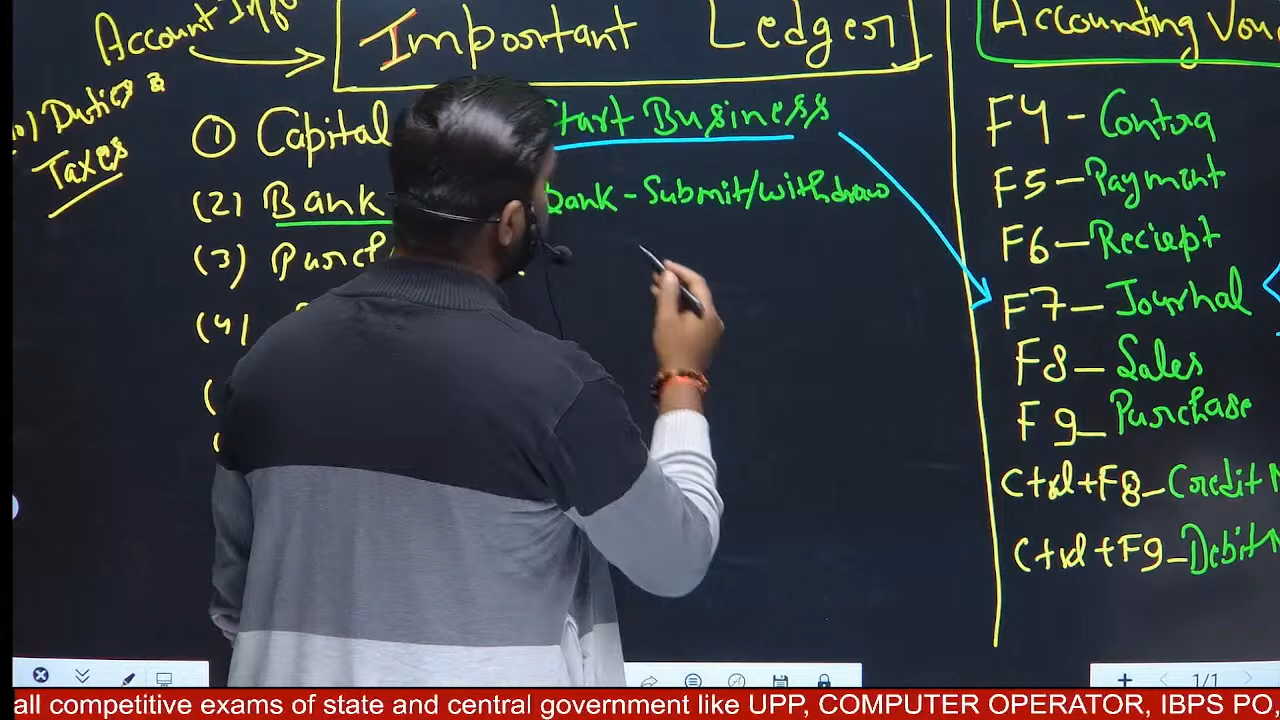 Account Info
Important Ledger
Accounting Vou
10) Duties &
Taxes
① Capital
Start Business
(2) Bank
Bank - Submit/withdraw
(3) Purch
(4)
F4 - Contra
F5 - Payment
F6 - Reciept
F7 - Journal
F8 - Sales
F9 - Purchase
Ctrl+F8 - Credit N
Ctrl+F9 - Debit N
1/1
all competitive exams of state and central government like UPP, COMPUTER OPERATOR, IBPS PO,